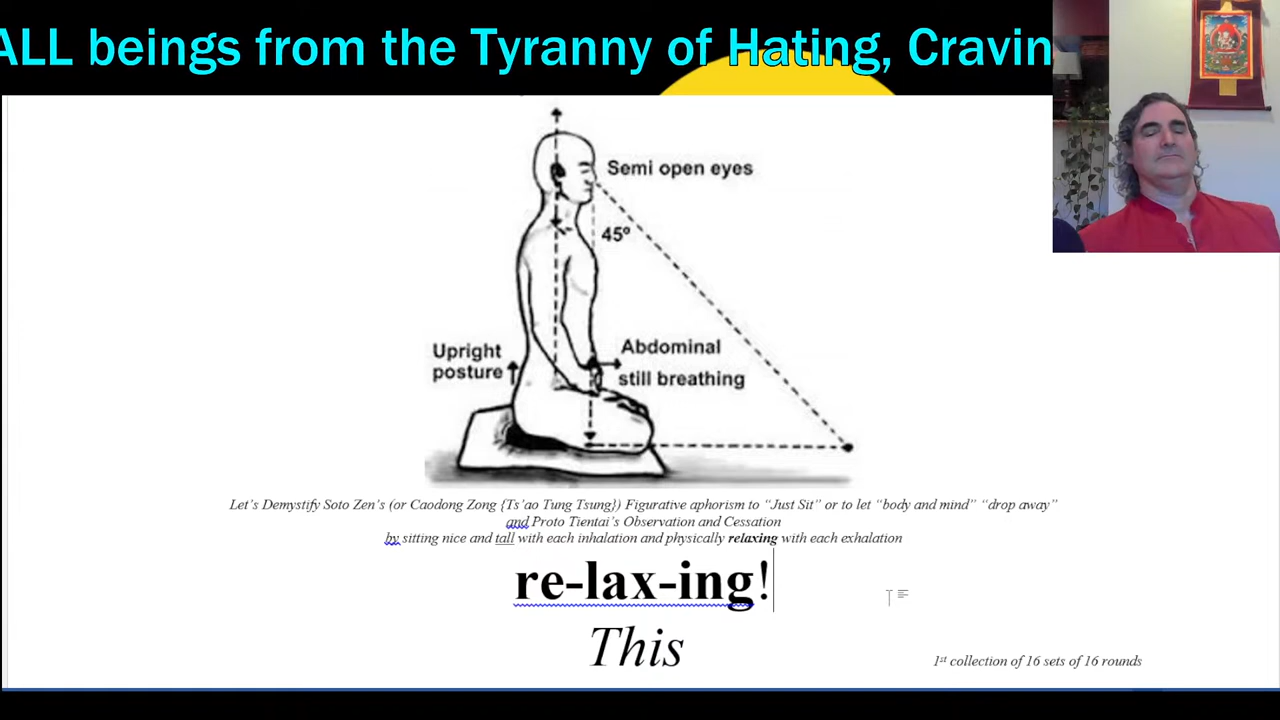 ALL beings from the Tyranny of Hating, Cravin
Semi open eyes
45º
Upright
posture
Abdominal
still breathing
Let’s Demystify Soto Zen’s (or Caodong Zong {Ts’ao Tung Tsung}) Figurative aphorism to “Just Sit” or to let “body and mind” “drop away”
and Proto Tientai’s Observation and Cessation
by sitting nice and tall with each inhalation and physically relaxing with each exhalation
re-lax-ing!
This
1st collection of 16 sets of 16 rounds